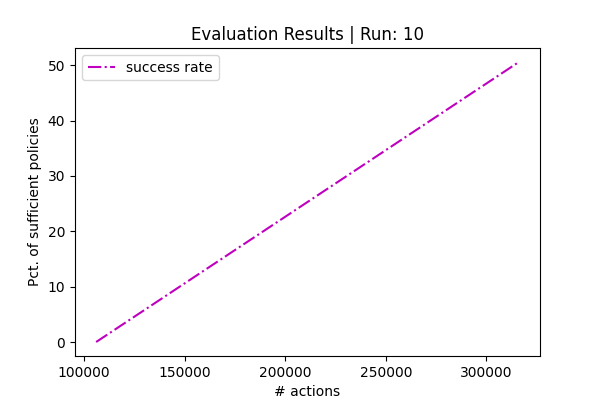 Evaluation Results | Run: 10
success rate
Pct. of sufficient policies
50
40
30
20
10
0
100000 150000 200000 250000 300000
# actions